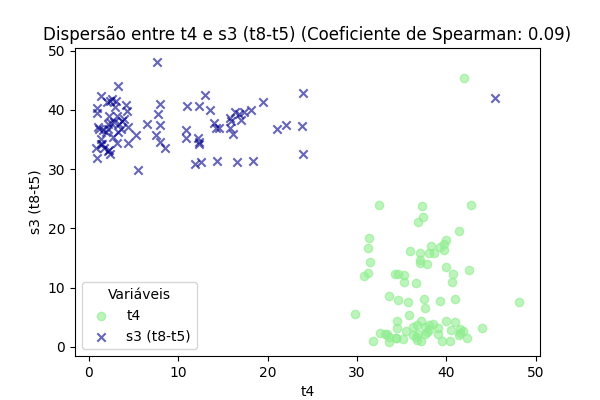 Dispersão entre t4 e s3 (t8-t5) (Coeficiente de Spearman: 0.09)
50
40
30
20
10
0
s3 (t8-t5)
Variáveis
t4
s3 (t8-t5)
0 10 20 30 40 50
t4